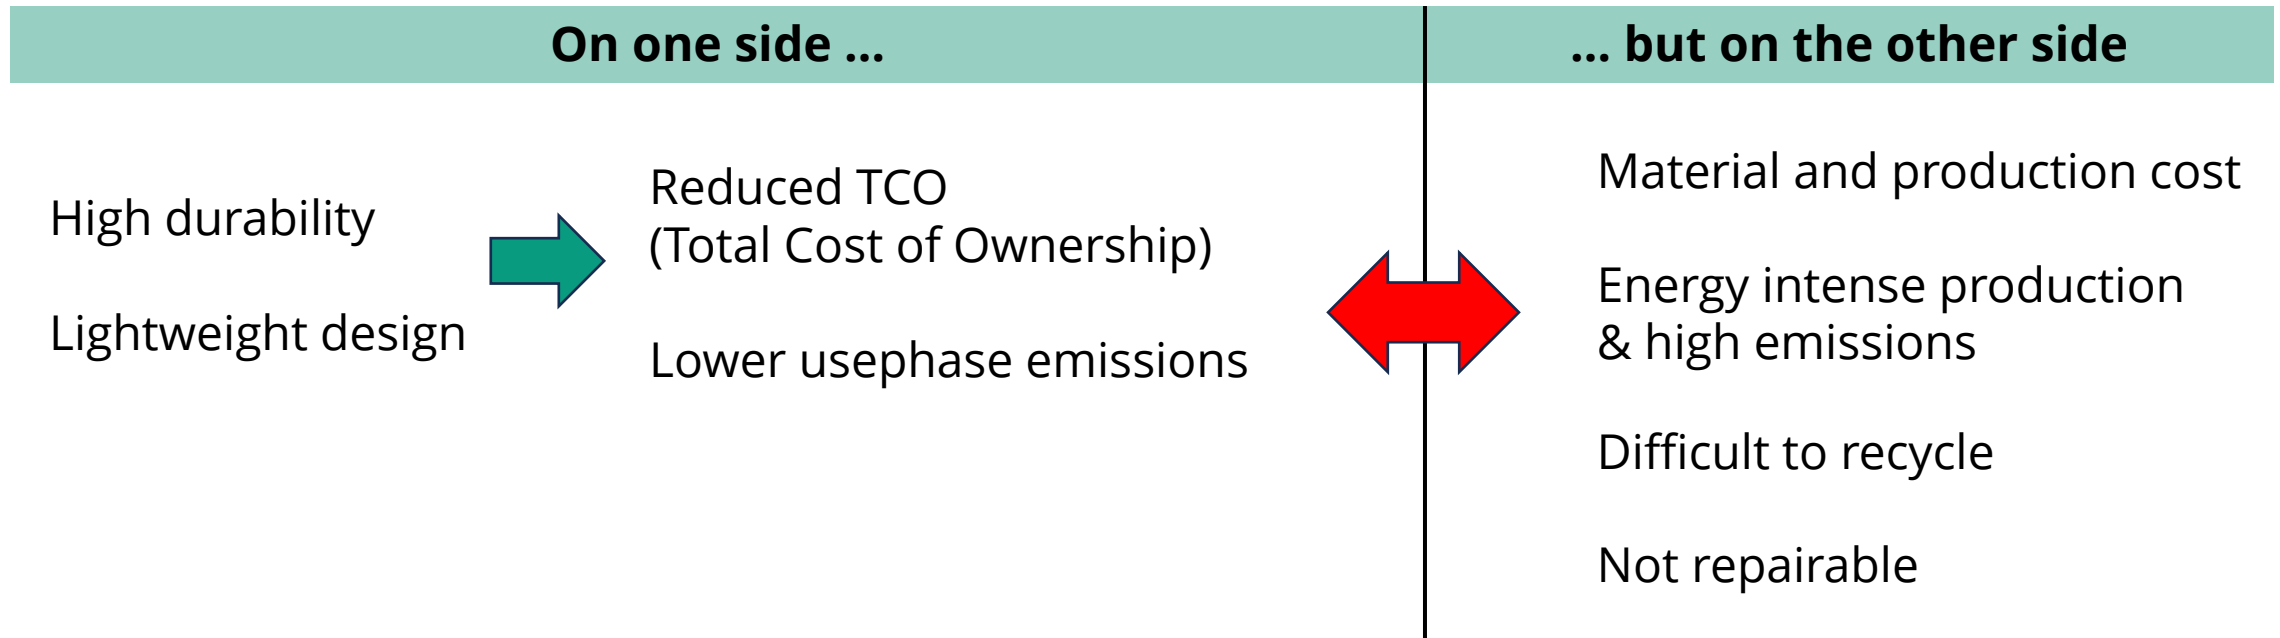 On one side ...
... but on the other side
High durability
Lightweight design
Reduced TCO
(Total Cost of Ownership)
Lower usephase emissions
Material and production cost
Energy intense production
& high emissions
Difficult to recycle
Not repairable